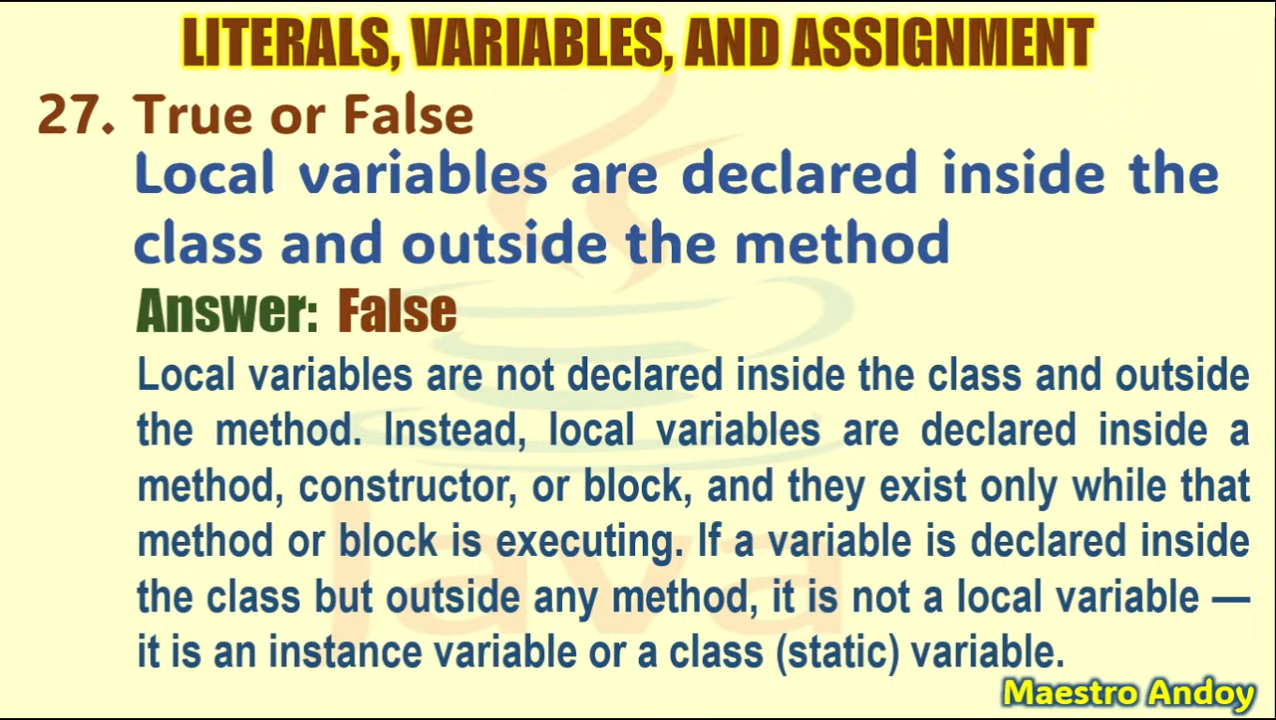 LITERALS, VARIABLES, AND ASSIGNMENT
27. True or False
Local variables are declared inside the
class and outside the method
Answer: False
Local variables are not declared inside the class and outside
the method. Instead, local variables are declared inside a
method, constructor, or block, and they exist only while that
method or block is executing. If a variable is declared inside
the class but outside any method, it is not a local variable —
it is an instance variable or a class (static) variable.
Java
Maestro Andoy